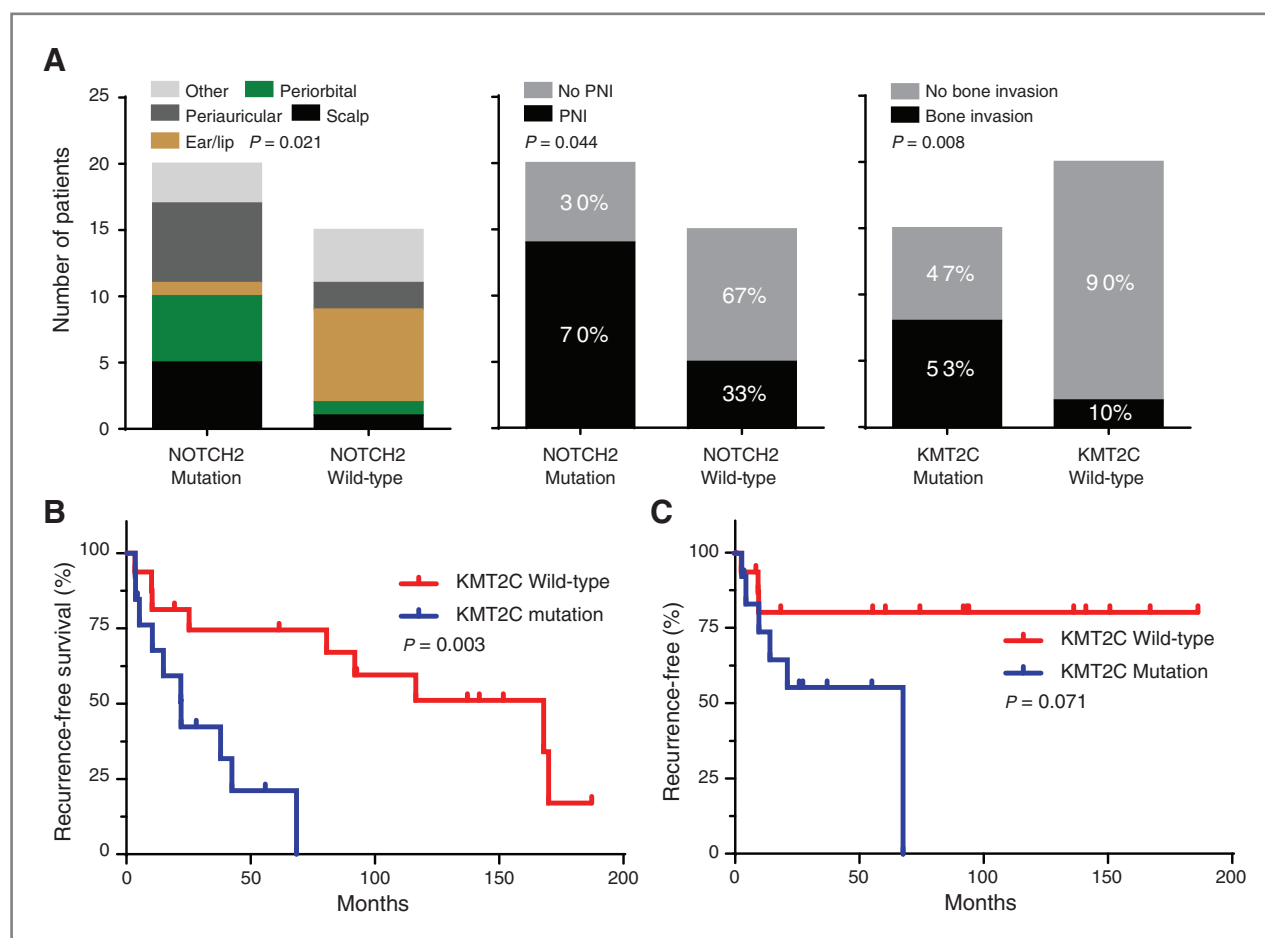 A
Other Periorbital
Periauricular Scalp
Ear/lip P = 0.021
No PNI
PNI
P = 0.044
No bone invasion
Bone invasion
P = 0.008
Number of patients
25
20
15
10
5
0
30%
70%
67%
33%
47%
53%
90%
10%
NOTCH2
Mutation
NOTCH2
Wild-type
NOTCH2
Mutation
NOTCH2
Wild-type
KMT2C
Mutation
KMT2C
Wild-type
B
Recurrence-free survival (%)
100
75
50
25
0
KMT2C Wild-type
KMT2C mutation
P = 0.003
0 50 100 150 200
Months
C
Recurrence-free (%)
100
75
50
25
0
KMT2C Wild-type
KMT2C Mutation
P = 0.071
0 50 100 150 200
Months